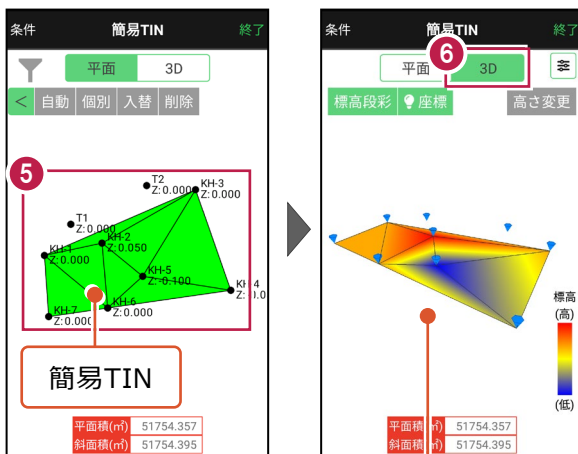 条件 簡易TIN 終了
平面 3D
< 自動 個別 入替 削除
5
T2
Z:0.000
KH-3
Z:0.000
T1
Z:0.000
KH-2
Z:0.050
KH-1
Z:0.000
KH-5
Z:-0.100
KH-4
KH-6
Z:0.000
KH-7
Z:0.000
簡易TIN
平面積(㎡) 51754.357
斜面積(㎡) 51754.395
条件 簡易TIN 終了
6
平面 3D
標高段彩 座標 高さ変更
標高
(高)
(低)
平面積(㎡) 51754.357
斜面積(㎡) 51754.395